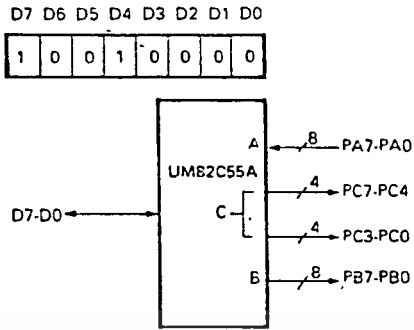 D7 D6 D5 D4 D3 D2 D1 D0
1 0 0 1 0 0 0 0
A 8 PA7-PA0
UM82C55A
4 PC7-PC4
D7-D0 C
4 PC3-PC0
B 8 PB7-PB0